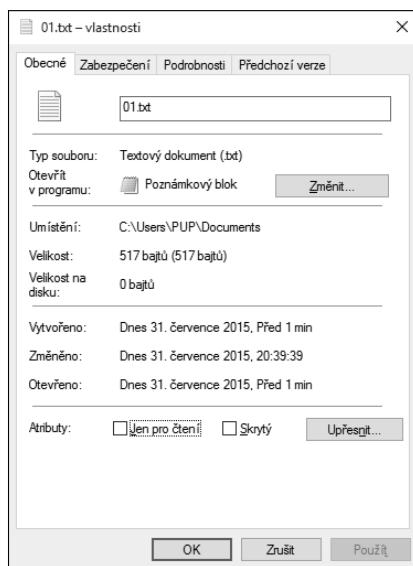 01.txt – vlastnosti
Obecné Zabezpečení Podrobnosti Předchozí verze
01.txt
Typ souboru: Textový dokument (.txt)
Otevřít
v programu: Poznámkový blok Změnit...
Umístění: C:\Users\PUP\Documents
Velikost: 517 bajtů (517 bajtů)
Velikost na
disku: 0 bajtů
Vytvořeno: Dnes 31. července 2015, Před 1 min
Změněno: Dnes 31. července 2015, 20:39:39
Otevřeno: Dnes 31. července 2015, Před 1 min
Atributy: Jen pro čtení Skrytý Upřesnit...
OK Zrušit Použít